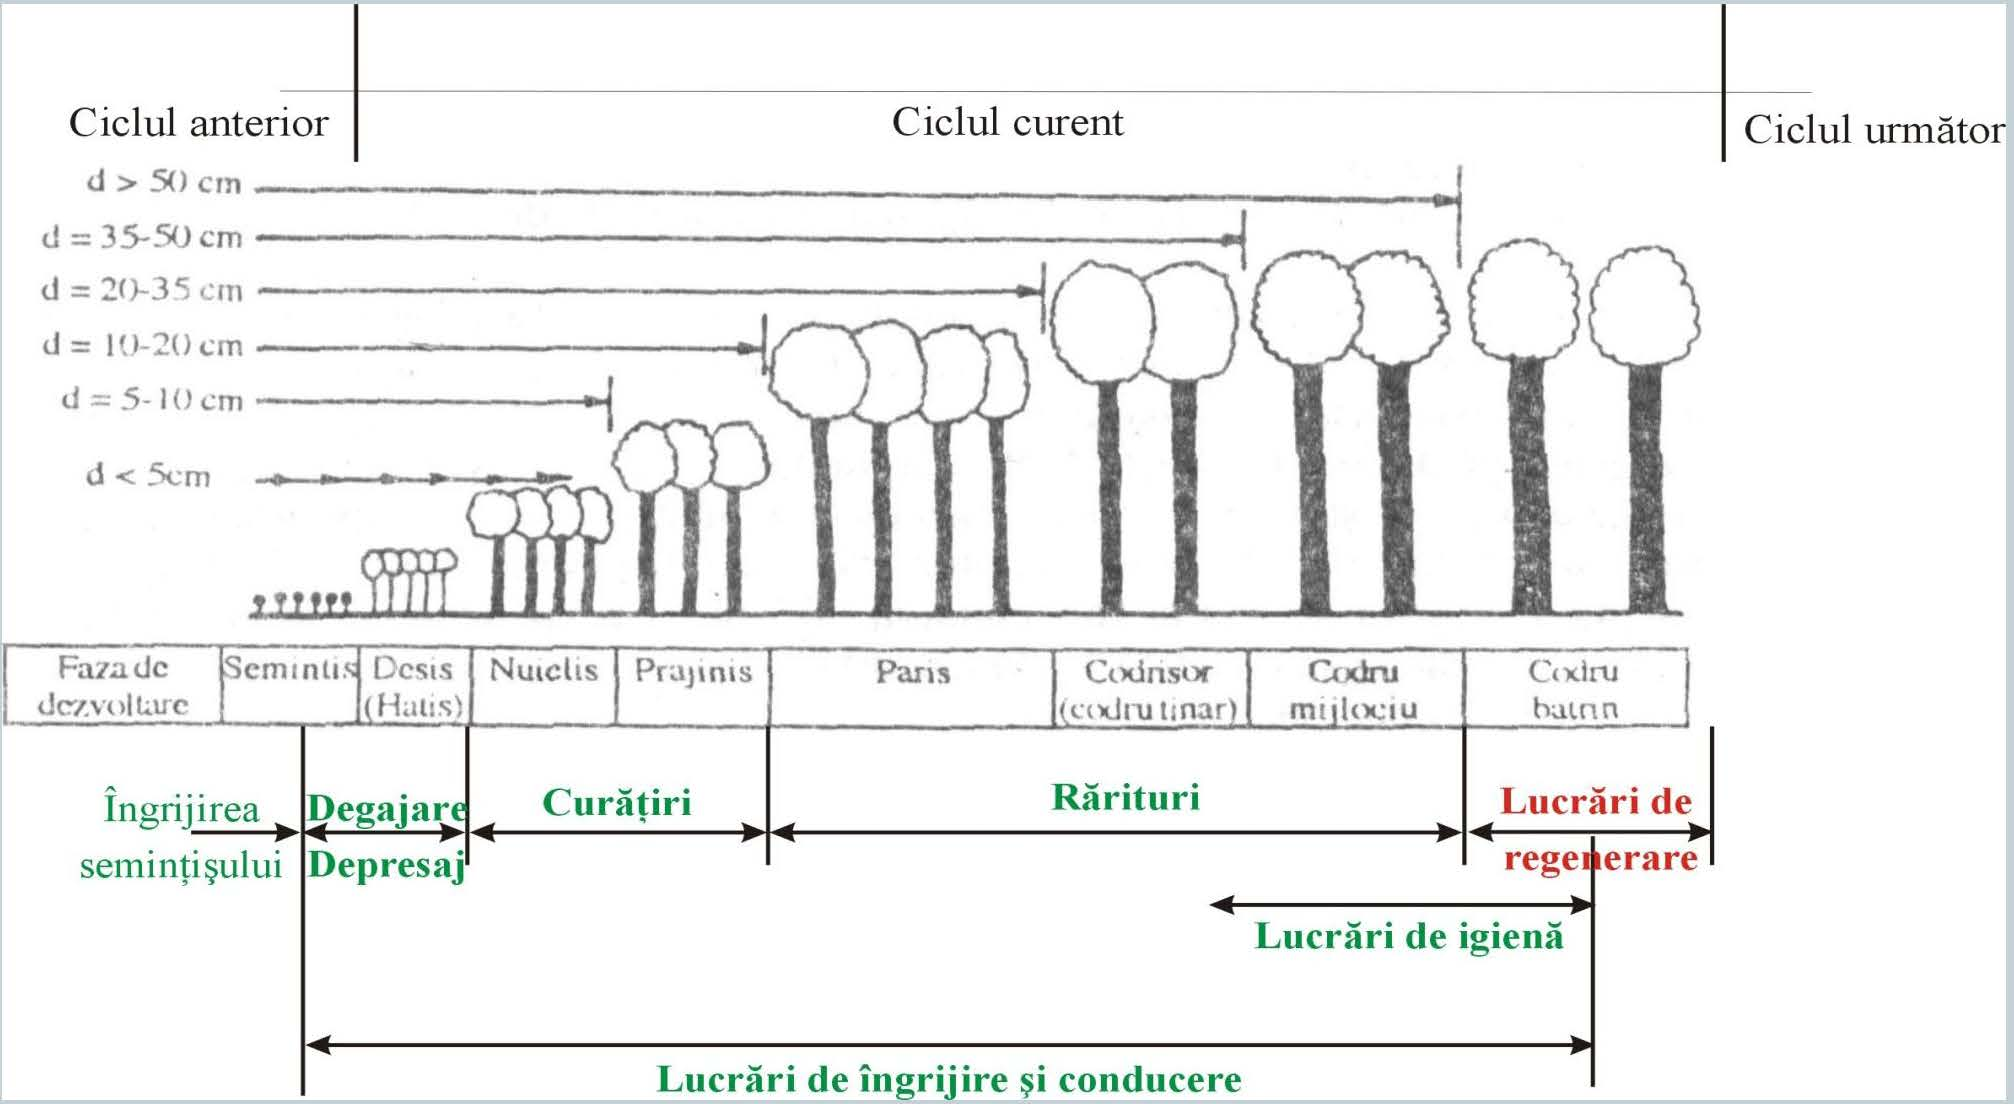 Ciclul anterior
Ciclul curent
Ciclul următor
d > 50 cm
d = 35-50 cm
d = 20-35 cm
d = 10-20 cm
d = 5-10 cm
d < 5cm
Faza de
dezvoltare
Semintis
Desis
(Hatis)
Nuielis
Prajinis
Paris
Codrisor
(codru tinar)
Codru
mijlociu
Codru
batrin
Îngrijirea
semințişului
Degajare
Depresaj
Curățiri
Rărituri
Lucrări de
regenerare
Lucrări de igienă
Lucrări de îngrijire şi conducere